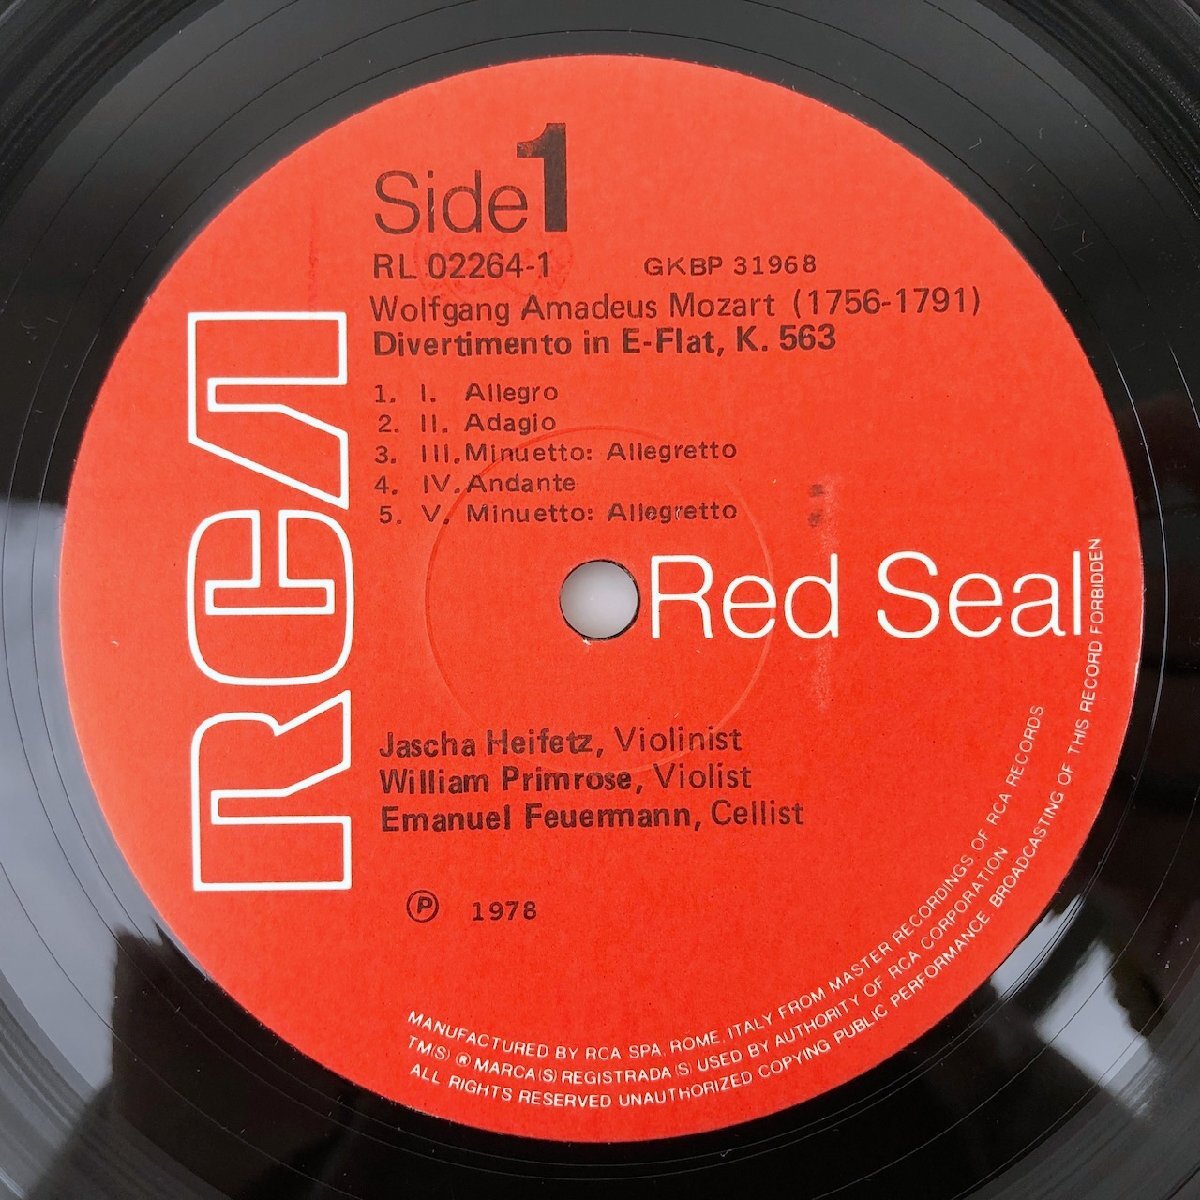 Side 1
RL 02264-1 GKBP 31968
Wolfgang Amadeus Mozart (1756-1791)
Divertimento in E-Flat, K. 563
1. I. Allegro
2. II. Adagio
3. III. Minuetto: Allegretto
4. IV. Andante
5. V. Minuetto: Allegretto
RCA
Red Seal
Jascha Heifetz, Violinist
William Primrose, Violist
Emanuel Feuermann, Cellist
℗ 1978
MANUFACTURED BY RCA SPA, ROME, ITALY FROM MASTER RECORDINGS OF RCA RECORDS
TM(S) ® MARCA(S) REGISTRADA(S) USED BY AUTHORITY OF RCA CORPORATION
ALL RIGHTS RESERVED UNAUTHORIZED COPYING PUBLIC PERFORMANCE BROADCASTING OF THIS RECORD FORBIDDEN